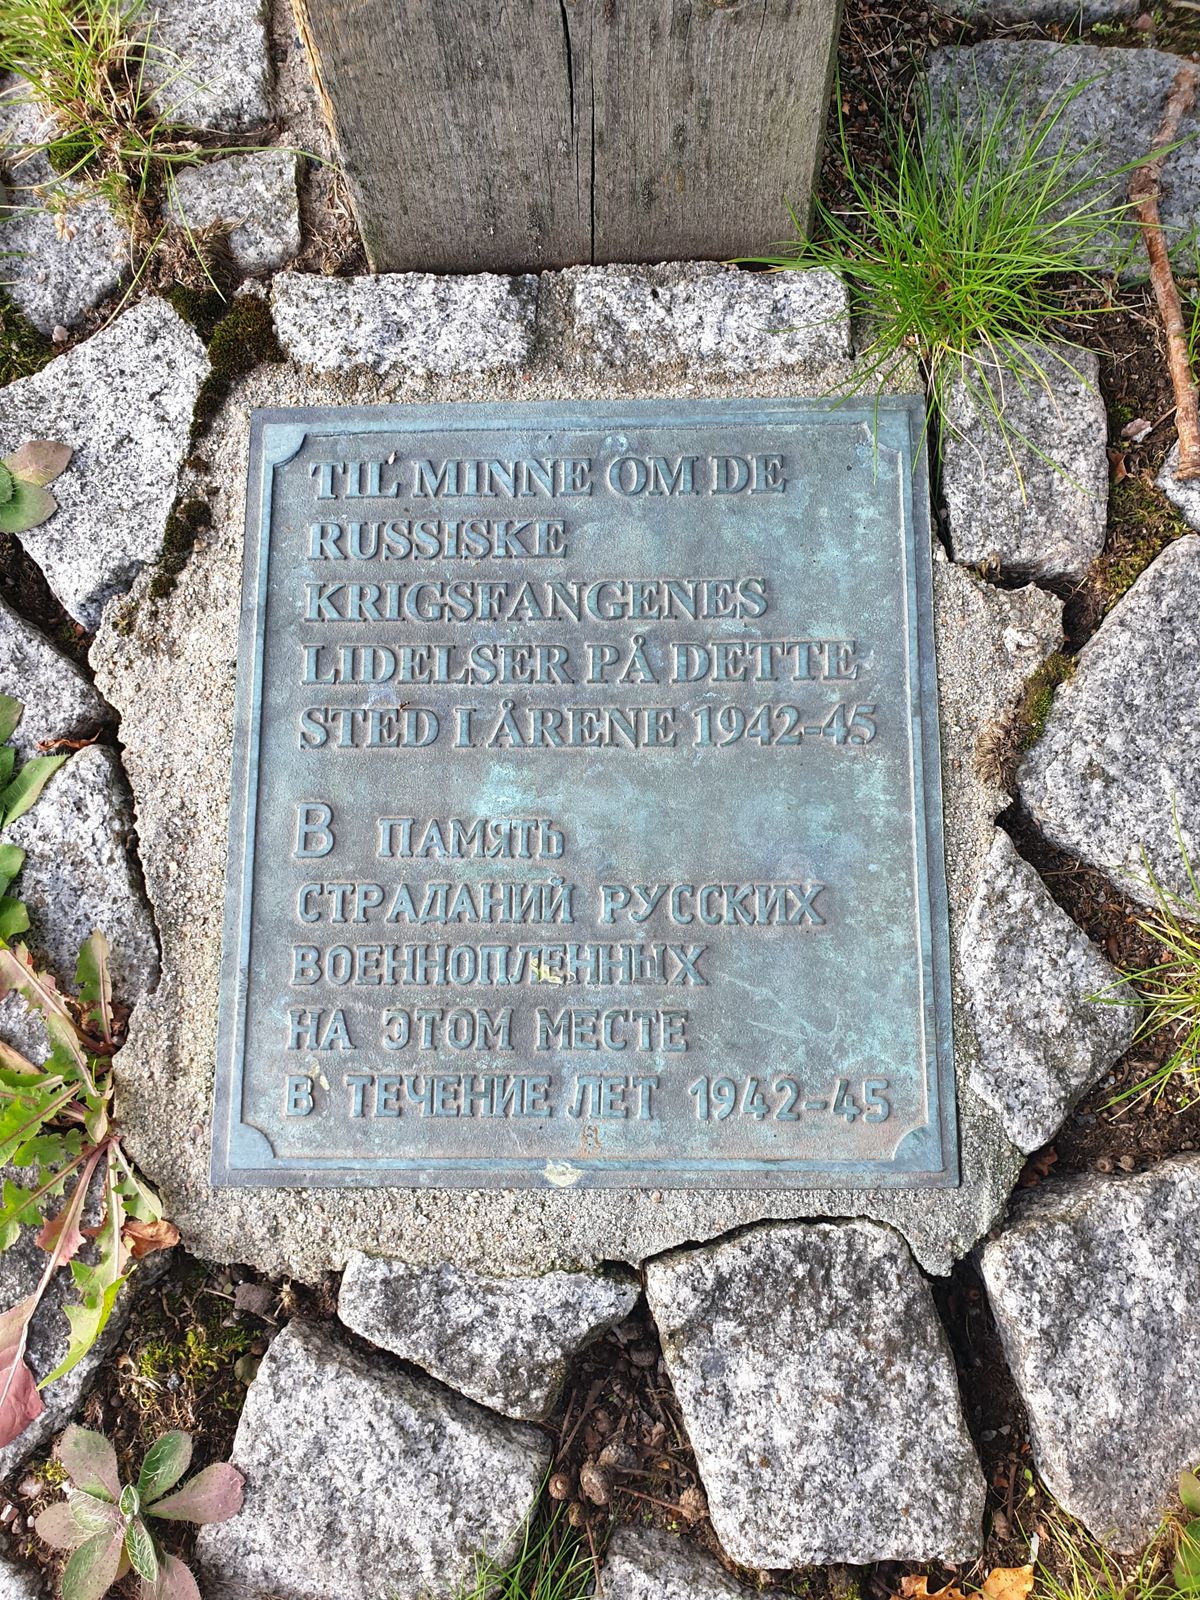 TIL MINNE OM DE
RUSSISKE
KRIGSFANGENES
LIDELSER PÅ DETTE
STED I ÅRENE 1942-45
В ПАМЯТЬ
СТРАДАНИЙ РУССКИХ
ВОЕННОПЛЕННЫХ
НА ЭТОМ МЕСТЕ
В ТЕЧЕНИЕ ЛЕТ 1942-45